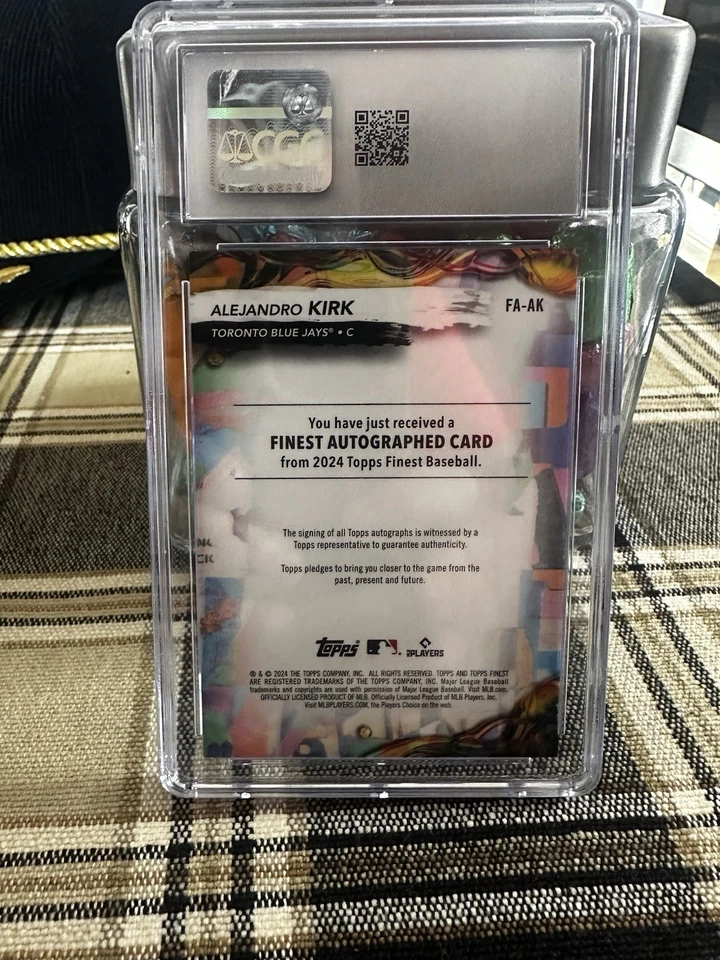 CGC
ALEJANDRO KIRK
FA-AK
TORONTO BLUE JAYS® • C
You have just received a
FINEST AUTOGRAPHED CARD
from 2024 Topps Finest Baseball.
The signing of all Topps autographs is witnessed by a
Topps representative to guarantee authenticity.
Topps pledges to bring you closer to the game from the
past, present and future.
Topps®
PLAYERS
® & © 2024 THE TOPPS COMPANY, INC. ALL RIGHTS RESERVED. TOPPS AND TOPPS FINEST
ARE REGISTERED TRADEMARKS OF THE TOPPS COMPANY, INC. Major League Baseball
trademarks and copyrights are used with permission of Major League Baseball. Visit MLB.com.
OFFICIALLY LICENSED PRODUCT OF MLB. Officially Licensed Product of MLB Players, Inc.
Visit MLBPLAYERS.COM, the Players Choice on the web.